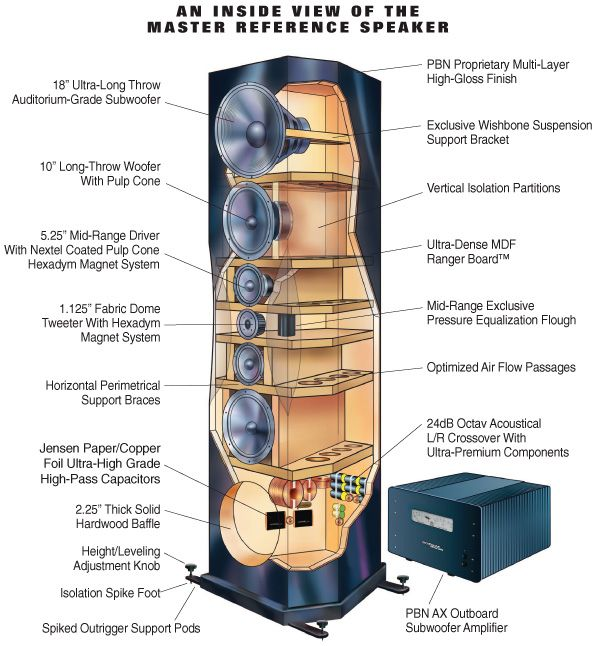 AN INSIDE VIEW OF THE
MASTER REFERENCE SPEAKER
18” Ultra-Long Throw
Auditorium-Grade Subwoofer
10” Long-Throw Woofer
With Pulp Cone
5.25” Mid-Range Driver
With Nextel Coated Pulp Cone
Hexadym Magnet System
1.125” Fabric Dome
Tweeter With Hexadym
Magnet System
Horizontal Perimetrical
Support Braces
Jensen Paper/Copper
Foil Ultra-High Grade
High-Pass Capacitors
2.25” Thick Solid
Hardwood Baffle
Height/Leveling
Adjustment Knob
Isolation Spike Foot
Spiked Outrigger Support Pods
PBN Proprietary Multi-Layer
High-Gloss Finish
Exclusive Wishbone Suspension
Support Bracket
Vertical Isolation Partitions
Ultra-Dense MDF
Ranger Board™
Mid-Range Exclusive
Pressure Equalization Flough
Optimized Air Flow Passages
24dB Octav Acoustical
L/R Crossover With
Ultra-Premium Components
PBN AX Outboard
Subwoofer Amplifier